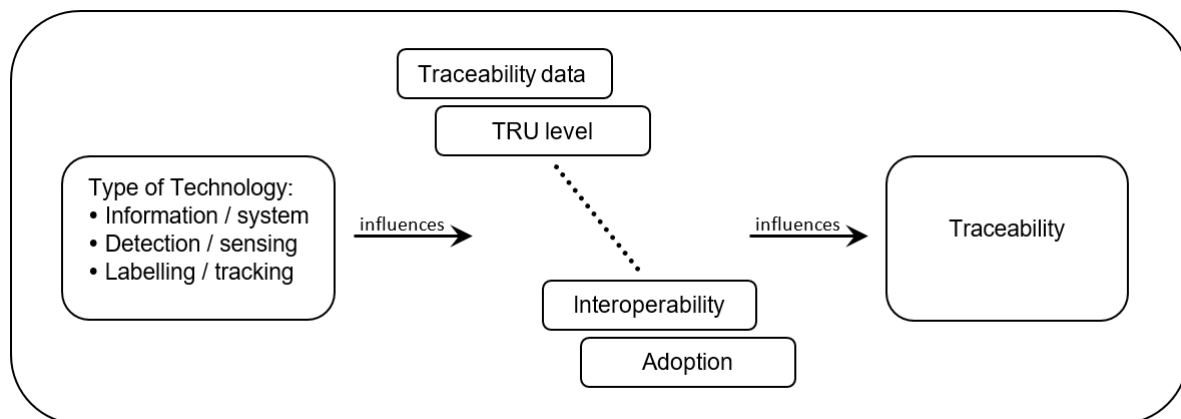 Traceability data
TRU level
Type of Technology:
• Information / system
• Detection / sensing
• Labelling / tracking
influences
influences
Traceability
Interoperability
Adoption